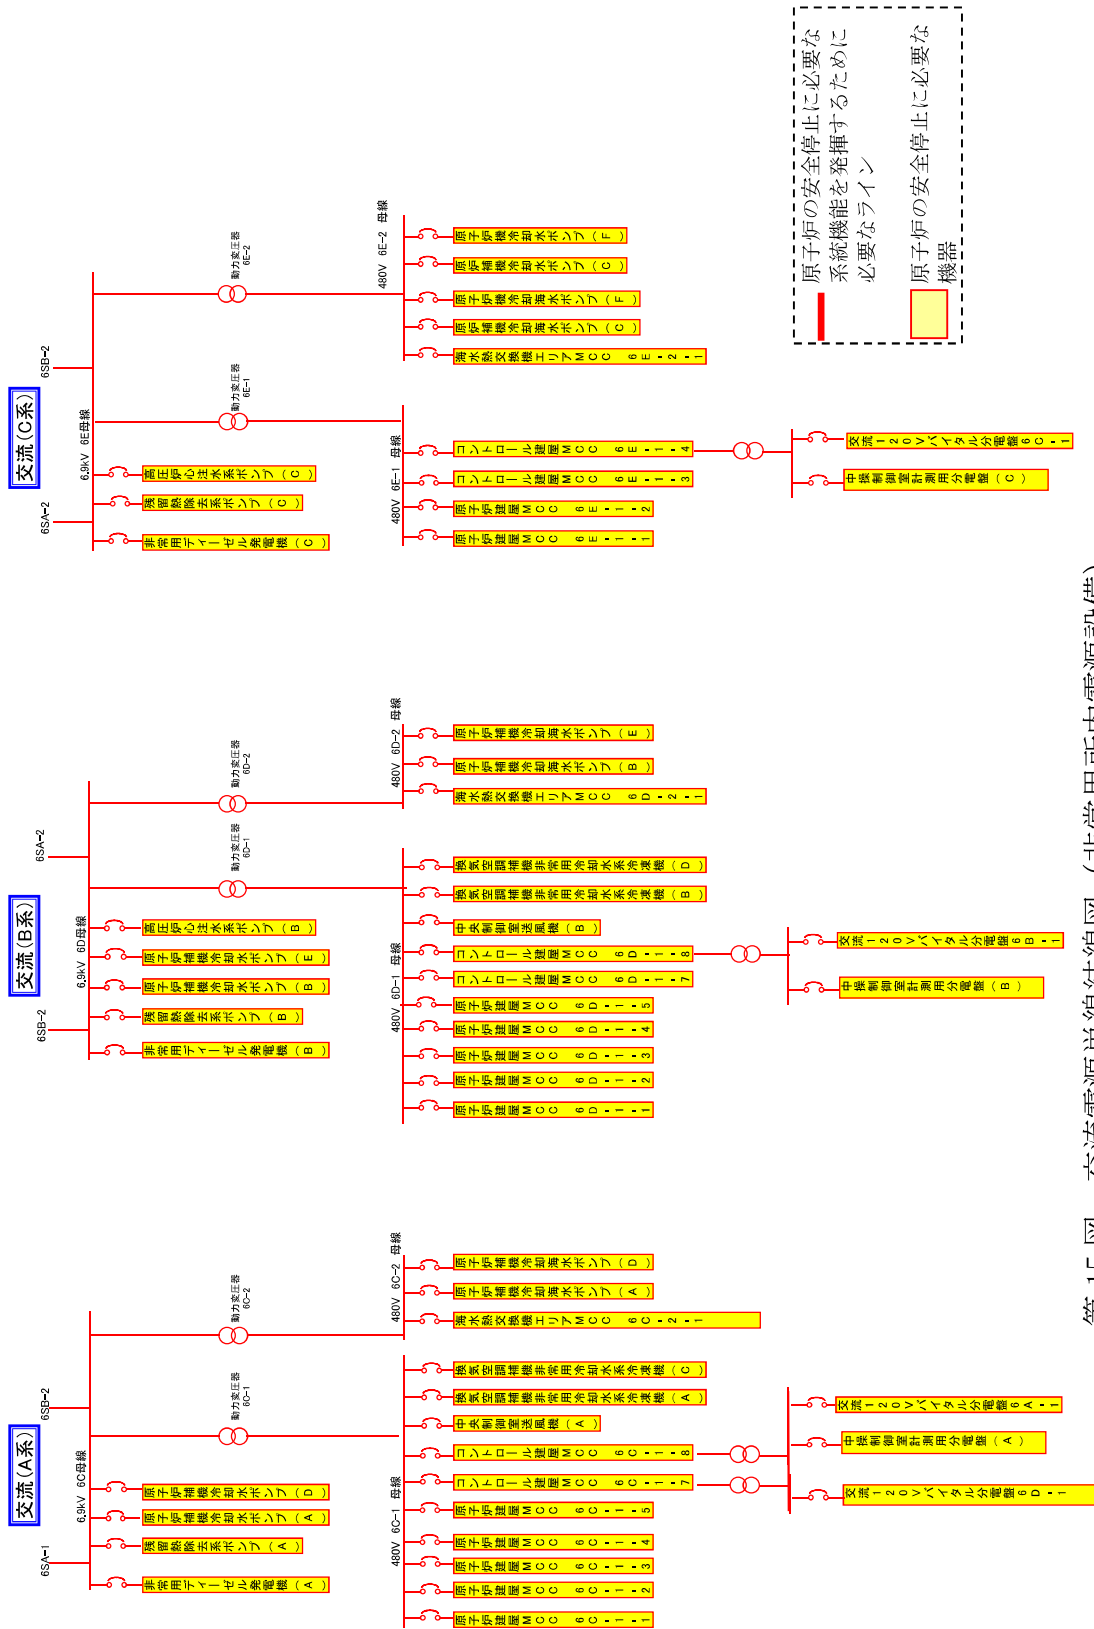 交流(A系)
6SA-1
6SB-2
6.9kV 6C母線
非常用ディーゼル発電機（A）
残留熱除去系ポンプ（A）
原子炉補機冷却水ポンプ（A）
原子炉補機冷却水ポンプ（D）
動力変圧器
6C-1
動力変圧器
6C-2
480V 6C-1 母線
原子炉建屋MCC 6C-1-1
原子炉建屋MCC 6C-1-2
原子炉建屋MCC 6C-1-3
原子炉建屋MCC 6C-1-4
原子炉建屋MCC 6C-1-5
コントロール建屋MCC 6C-1-7
コントロール建屋MCC 6C-1-8
中央制御室送風機（A）
換気空調補機非常用冷却水系冷凍機（A）
換気空調補機非常用冷却水系冷凍機（C）
480V 6C-2 母線
海水熱交換機エリアMCC 6C-2-1
原子炉補機冷却海水ポンプ（A）
原子炉補機冷却海水ポンプ（D）
交流120Vバイタル分電盤6D-1
中操制御室計測用分電盤（A）
交流120Vバイタル分電盤6A-1
交流(B系)
6SB-2
6SA-2
6.9kV 6D母線
非常用ディーゼル発電機（B）
残留熱除去系ポンプ（B）
原子炉補機冷却水ポンプ（B）
原子炉補機冷却水ポンプ（E）
高圧炉心注水系ポンプ（B）
動力変圧器
6D-1
動力変圧器
6D-2
480V 6D-1 母線
原子炉建屋MCC 6D-1-1
原子炉建屋MCC 6D-1-2
原子炉建屋MCC 6D-1-3
原子炉建屋MCC 6D-1-4
原子炉建屋MCC 6D-1-5
コントロール建屋MCC 6D-1-7
コントロール建屋MCC 6D-1-8
中央制御室送風機（B）
換気空調補機非常用冷却水系冷凍機（B）
換気空調補機非常用冷却水系冷凍機（D）
480V 6D-2 母線
海水熱交換機エリアMCC 6D-2-1
原子炉補機冷却海水ポンプ（B）
原子炉補機冷却海水ポンプ（E）
中操制御室計測用分電盤（B）
交流120Vバイタル分電盤6B-1
交流(C系)
6SA-2
6SB-2
6.9kV 6E母線
非常用ディーゼル発電機（C）
残留熱除去系ポンプ（C）
高圧炉心注水系ポンプ（C）
動力変圧器
6E-1
動力変圧器
6E-2
480V 6E-1 母線
原子炉建屋MCC 6E-1-1
原子炉建屋MCC 6E-1-2
コントロール建屋MCC 6E-1-3
コントロール建屋MCC 6E-1-4
480V 6E-2 母線
海水熱交換機エリアMCC 6E-2-1
原炉補機冷却海水ポンプ（C）
原子炉機冷却海水ポンプ（F）
原炉補機冷却水ポンプ（C）
原子炉機冷却水ポンプ（F）
中操制御室計測用分電盤（C）
交流120Vバイタル分電盤6C-1
原子炉の安全停止に必要な
系統機能を発揮するために
必要なライン
原子炉の安全停止に必要な
機器
第 15 図 交流電源単線結線図（非常用所内電源設備）